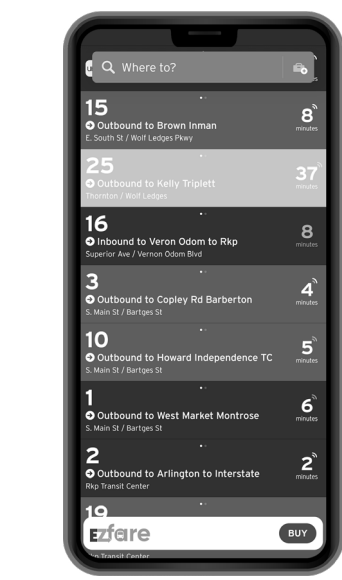 Where to?
15
Outbound to Brown Inman
E. South St / Wolf Ledges Pkwy
8
minutes
25
Outbound to Kelly Triplett
Thornton / Wolf Ledges
37
minutes
16
Inbound to Veron Odom to Rkp
Superior Ave / Vernon Odom Blvd
8
minutes
3
Outbound to Copley Rd Barberton
S. Main St / Bartges St
4
minutes
10
Outbound to Howard Independence TC
S. Main St / Bartges St
5
minutes
1
Outbound to West Market Montrose
S. Main St / Bartges St
6
minutes
2
Outbound to Arlington to Interstate
Rkp Transit Center
2
minutes
19
EZfare
BUY
Rkp Transit Center